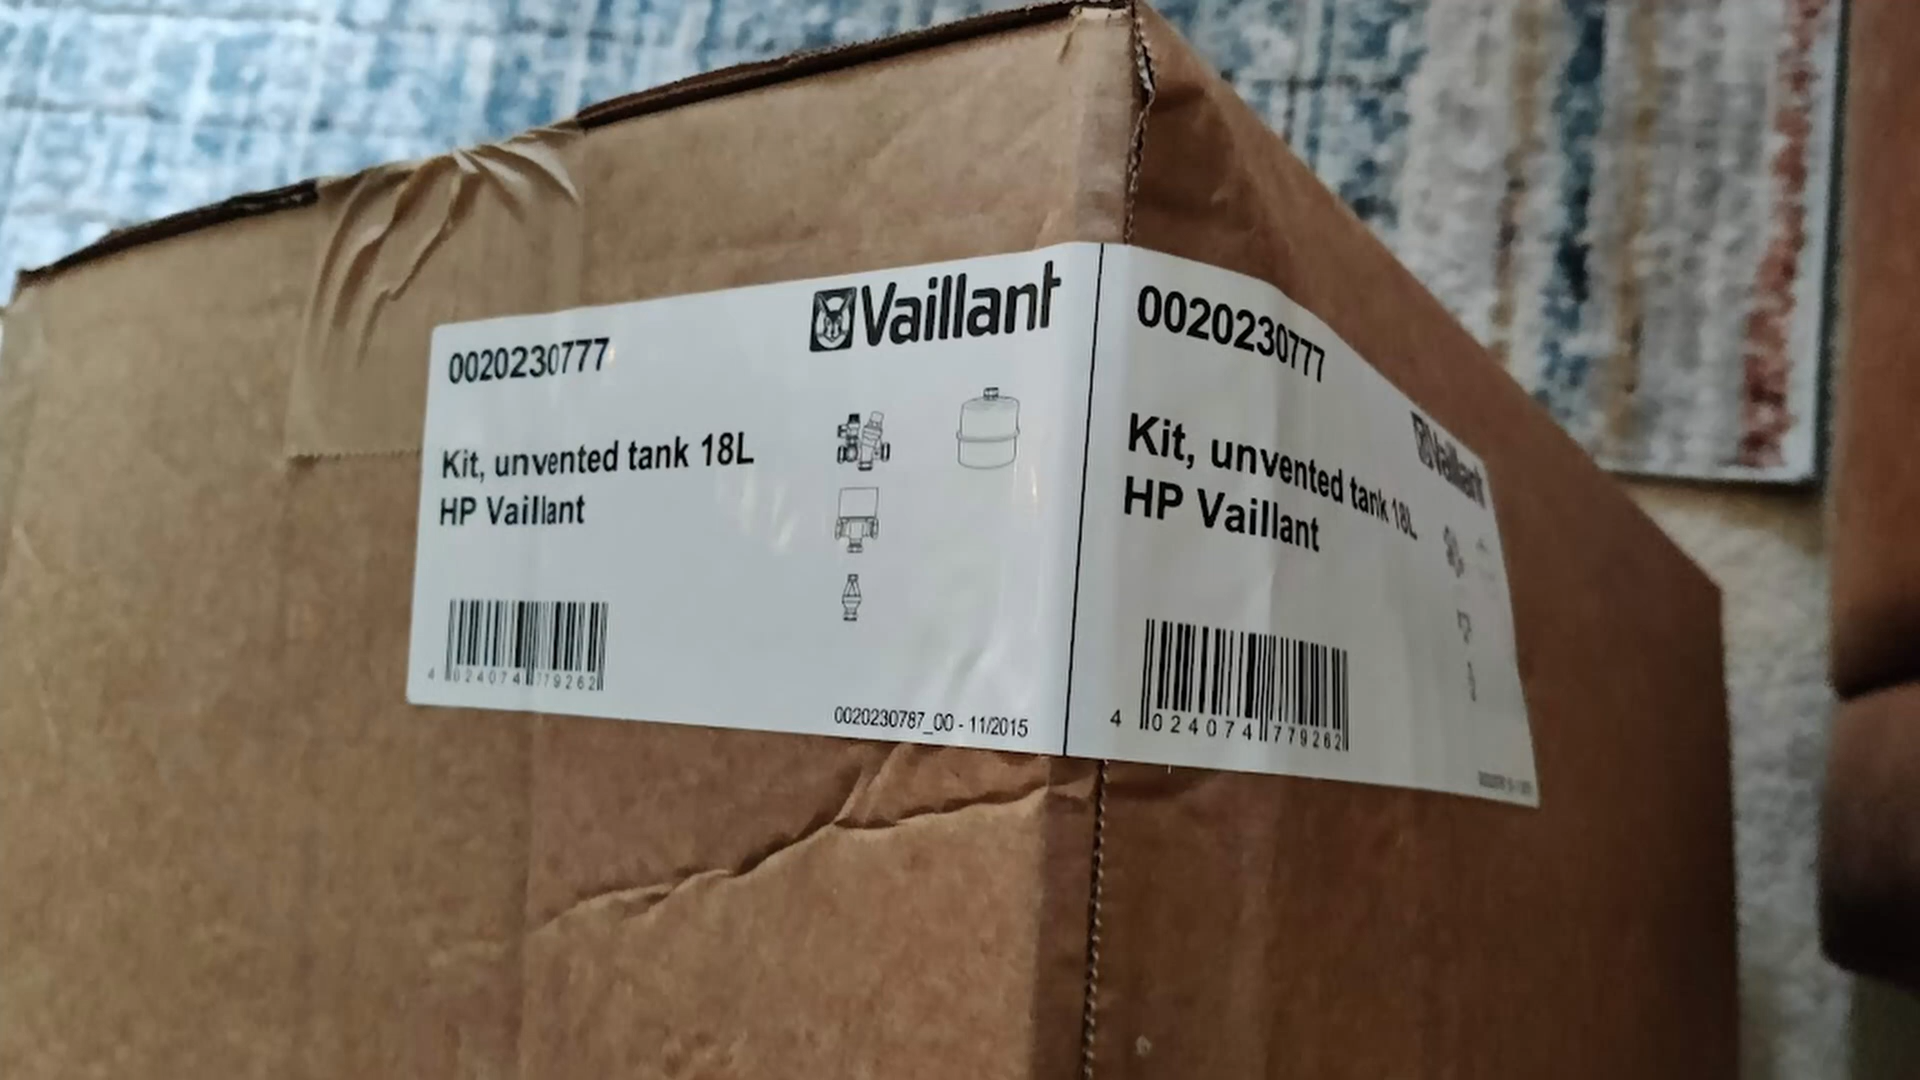 0020230777
Vaillant
Kit, unvented tank 18L
HP Vaillant
4 024074 779262
0020230787_00 - 11/2015
0020230777
Vaillant
Kit, unvented tank 18L
HP Vaillant
4 024074 779262